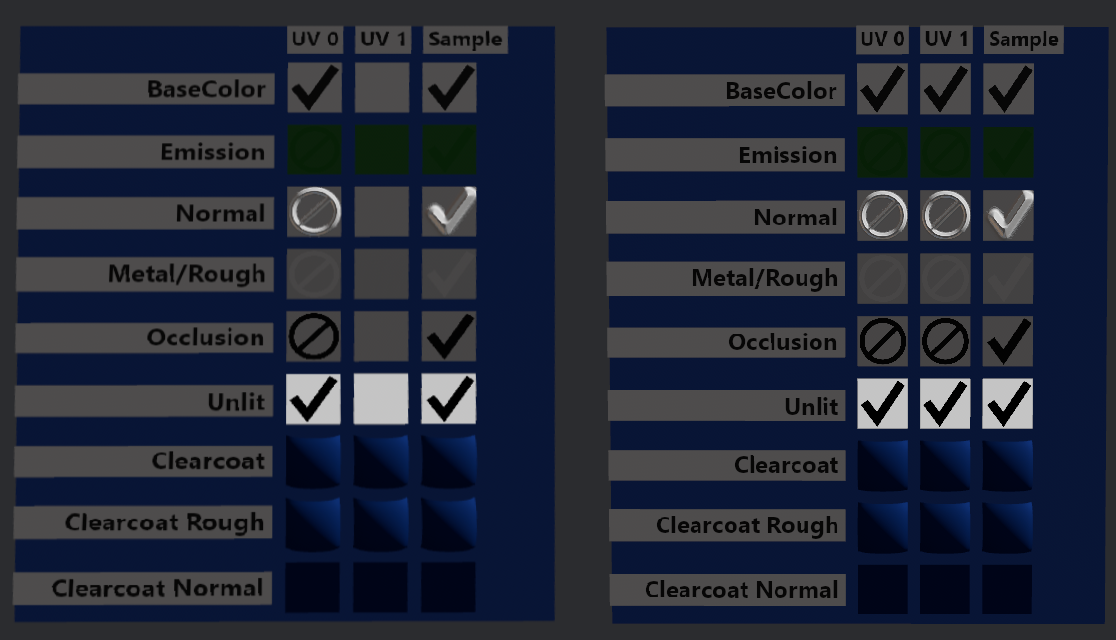 UV 0 UV 1 Sample
BaseColor
Emission
Normal
Metal/Rough
Occlusion
Unlit
Clearcoat
Clearcoat Rough
Clearcoat Normal
UV 0 UV 1 Sample
BaseColor
Emission
Normal
Metal/Rough
Occlusion
Unlit
Clearcoat
Clearcoat Rough
Clearcoat Normal